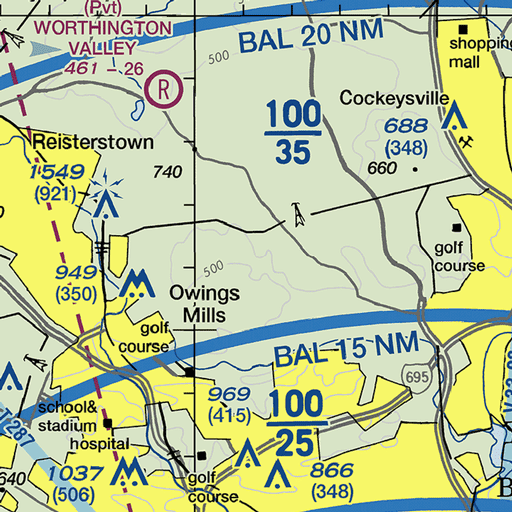 (Pvt)
WORTHINGTON
VALLEY
461 - 26
R
500
BAL 20 NM
shopping
mall
Cockeysville
688
(348)
100
35
Reisterstown
740
660
1549
(921)
golf
course
949
(350)
500
Owings
Mills
golf
course
BAL 15 NM
695
969
(415)
100
25
school&
stadium
hospital
T 287
1037
(506)
golf
course
866
(348)
640